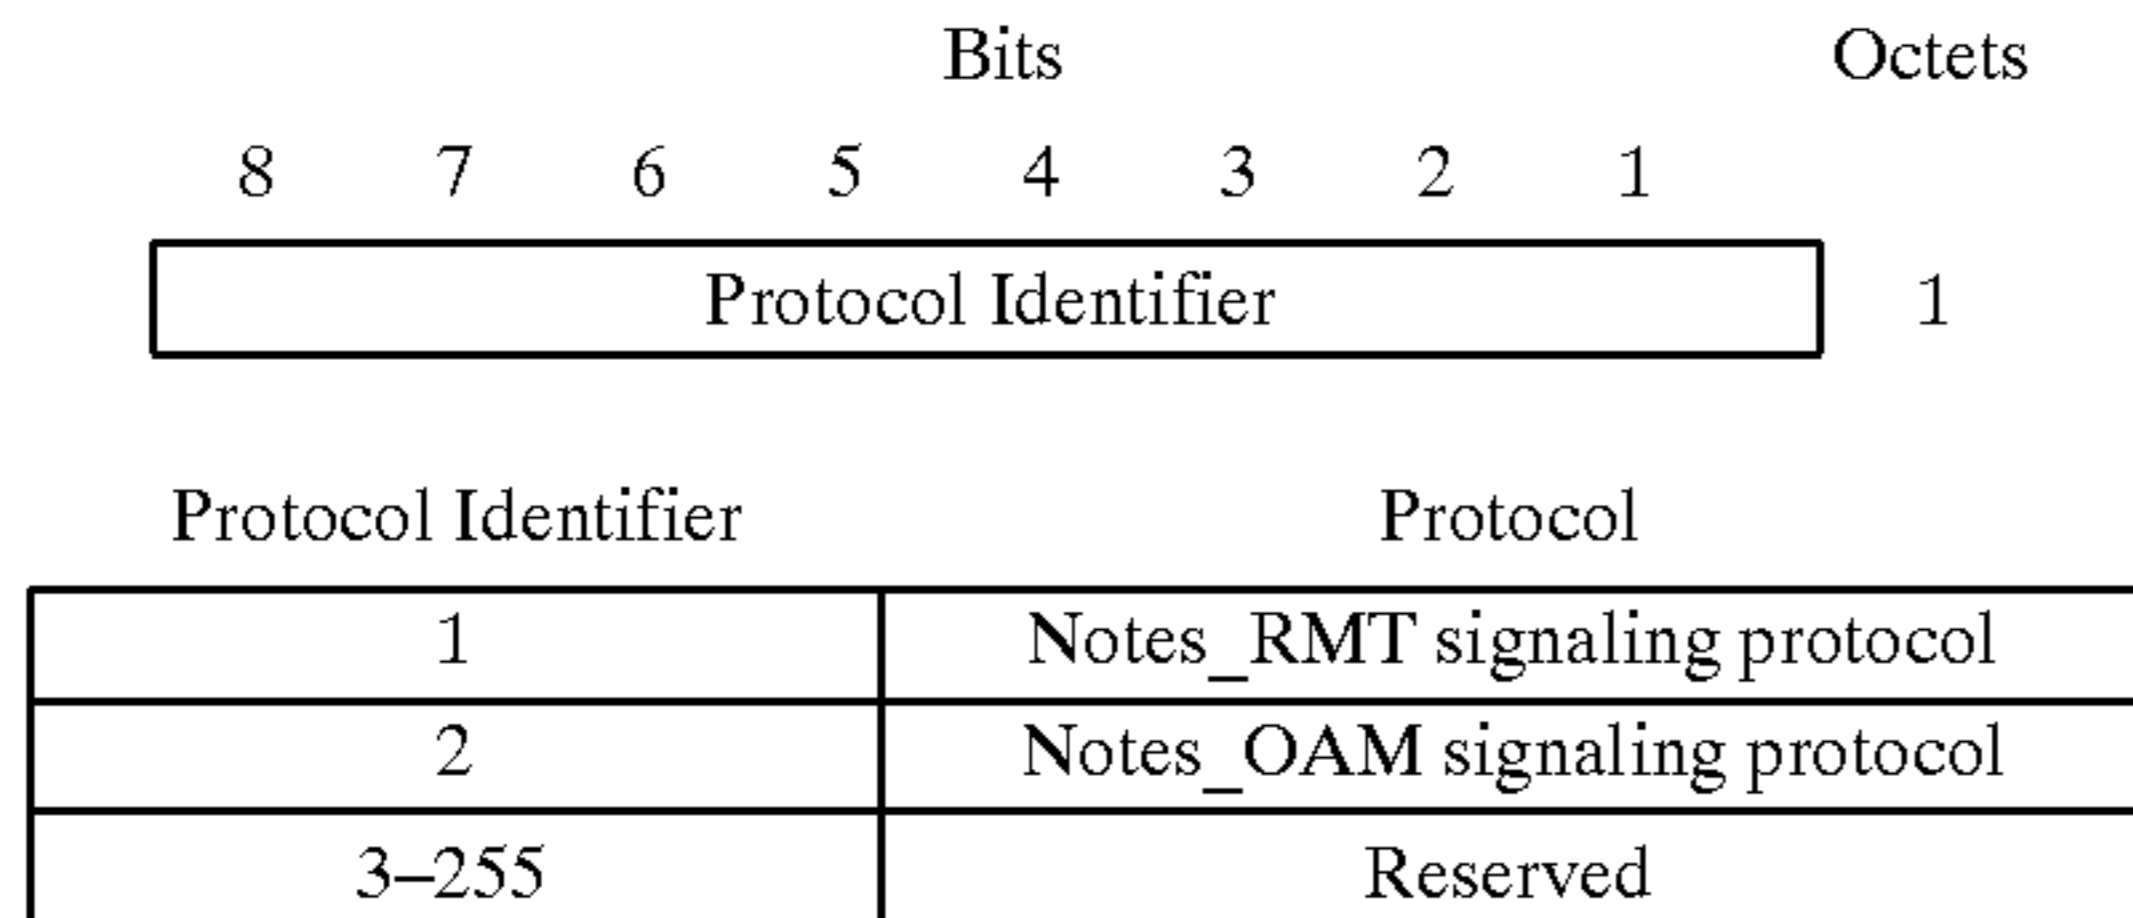 Bits Octets
8 7 6 5 4 3 2 1
Protocol Identifier 1
Protocol Identifier Protocol
1 Notes_RMT signaling protocol
2 Notes_OAM signaling protocol
3–255 Reserved